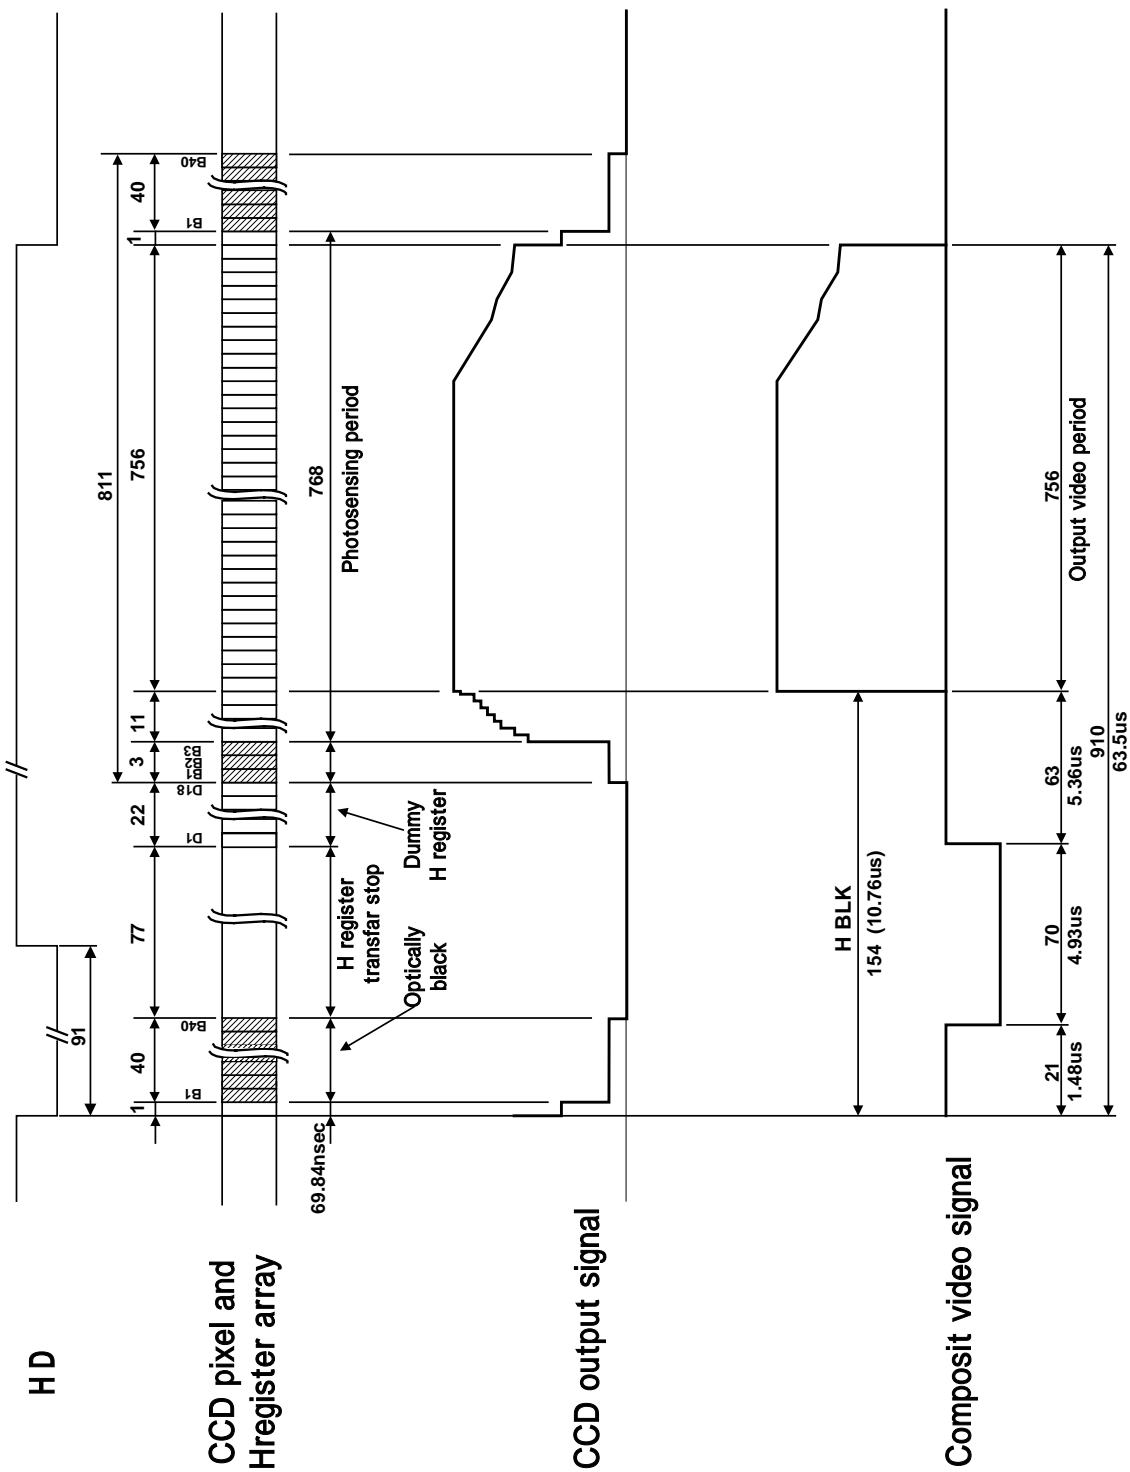 HD
91
811
1
40
77
22
3
11
756
1
40
CCD pixel and
Hregister array
B1
B40
D1
D18
B1
B2
B3
B1
B40
69.84nsec
Optically
black
H register
transfar stop
Dummy
H register
768
Photosensing period
CCD output signal
H BLK
154 (10.76us)
Composit video signal
21
1.48us
70
4.93us
63
5.36us
756
Output video period
910
63.5us